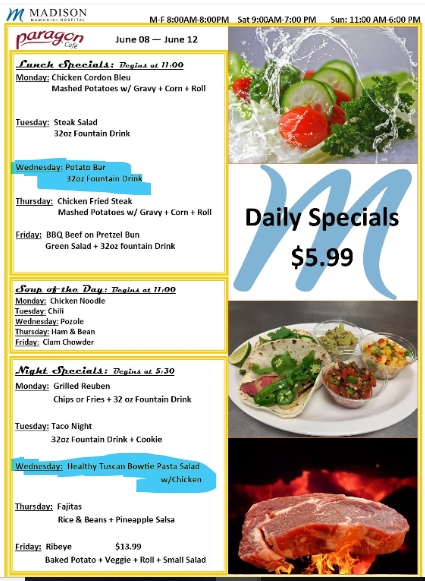 MADISON
MEMORIAL HOSPITAL
M-F 8:00AM-8:00PM Sat 9:00AM-7:00 PM Sun: 11:00 AM-6:00 PM
paragon
Cafe
June 08 — June 12
Lunch Specials: Begins at 11:00
Monday: Chicken Cordon Bleu
Mashed Potatoes w/ Gravy + Corn + Roll
Tuesday: Steak Salad
32oz Fountain Drink
Wednesday: Potato Bar
32oz Fountain Drink
Thursday: Chicken Fried Steak
Mashed Potatoes w/ Gravy + Corn + Roll
Friday: BBQ Beef on Pretzel Bun
Green Salad + 32oz fountain Drink
Soup of the Day: Begins at 11:00
Monday: Chicken Noodle
Tuesday: Chili
Wednesday: Pozole
Thursday: Ham & Bean
Friday: Clam Chowder
Night Specials: Begins at 5:30
Monday: Grilled Reuben
Chips or Fries + 32 oz Fountain Drink
Tuesday: Taco Night
32oz Fountain Drink + Cookie
Wednesday: Healthy Tuscan Bowtie Pasta Salad
w/Chicken
Thursday: Fajitas
Rice & Beans + Pineapple Salsa
Friday: Ribeye $13.99
Baked Potato + Veggie + Roll + Small Salad
M
Daily Specials
$5.99